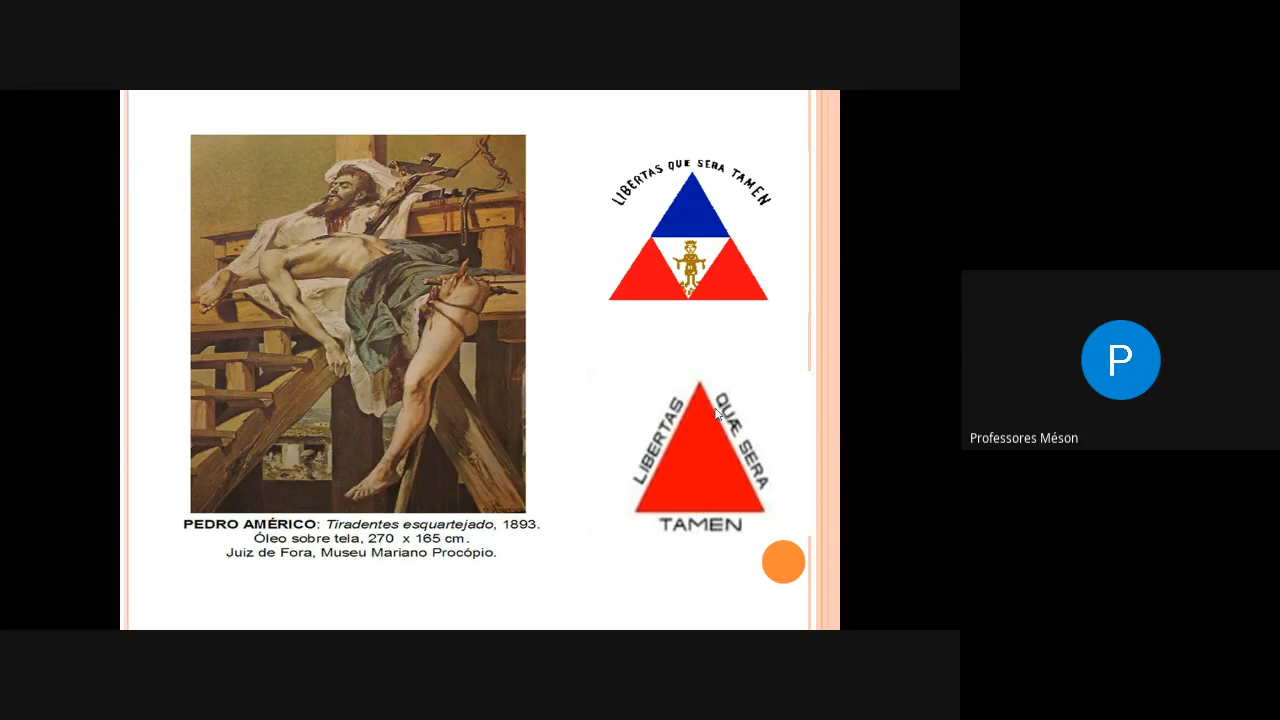 PEDRO AMÉRICO: Tiradentes esquartejado, 1893.
Óleo sobre tela, 270 x 165 cm.
Juiz de Fora, Museu Mariano Procópio.
LIBERTAS QUE SERA TAMEN
LIBERTAS
QUÆ SERA
TAMEN
P
Professores Méson